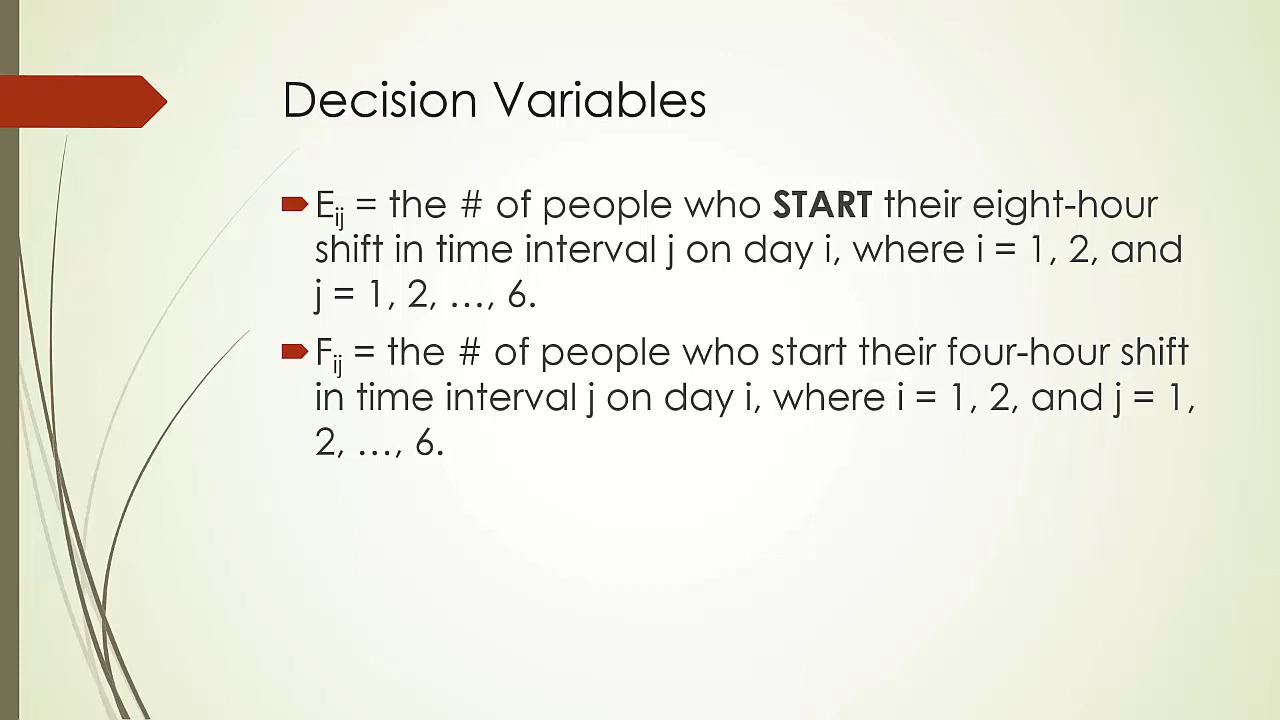 Decision Variables
E_ij = the # of people who START their eight-hour
shift in time interval j on day i, where i = 1, 2, and
j = 1, 2, …, 6.
F_ij = the # of people who start their four-hour shift
in time interval j on day i, where i = 1, 2, and j = 1,
2, …, 6.